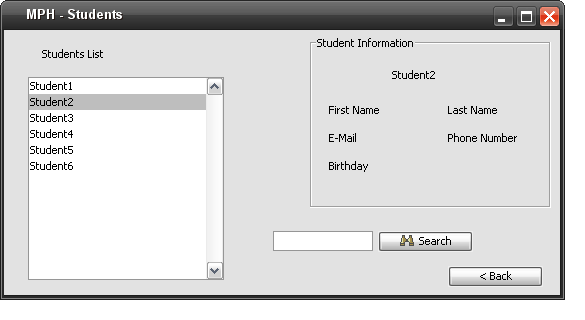 MPH - Students
Students List
Student1
Student2
Student3
Student4
Student5
Student6
Student Information
Student2
First Name Last Name
E-Mail Phone Number
Birthday
Search
< Back